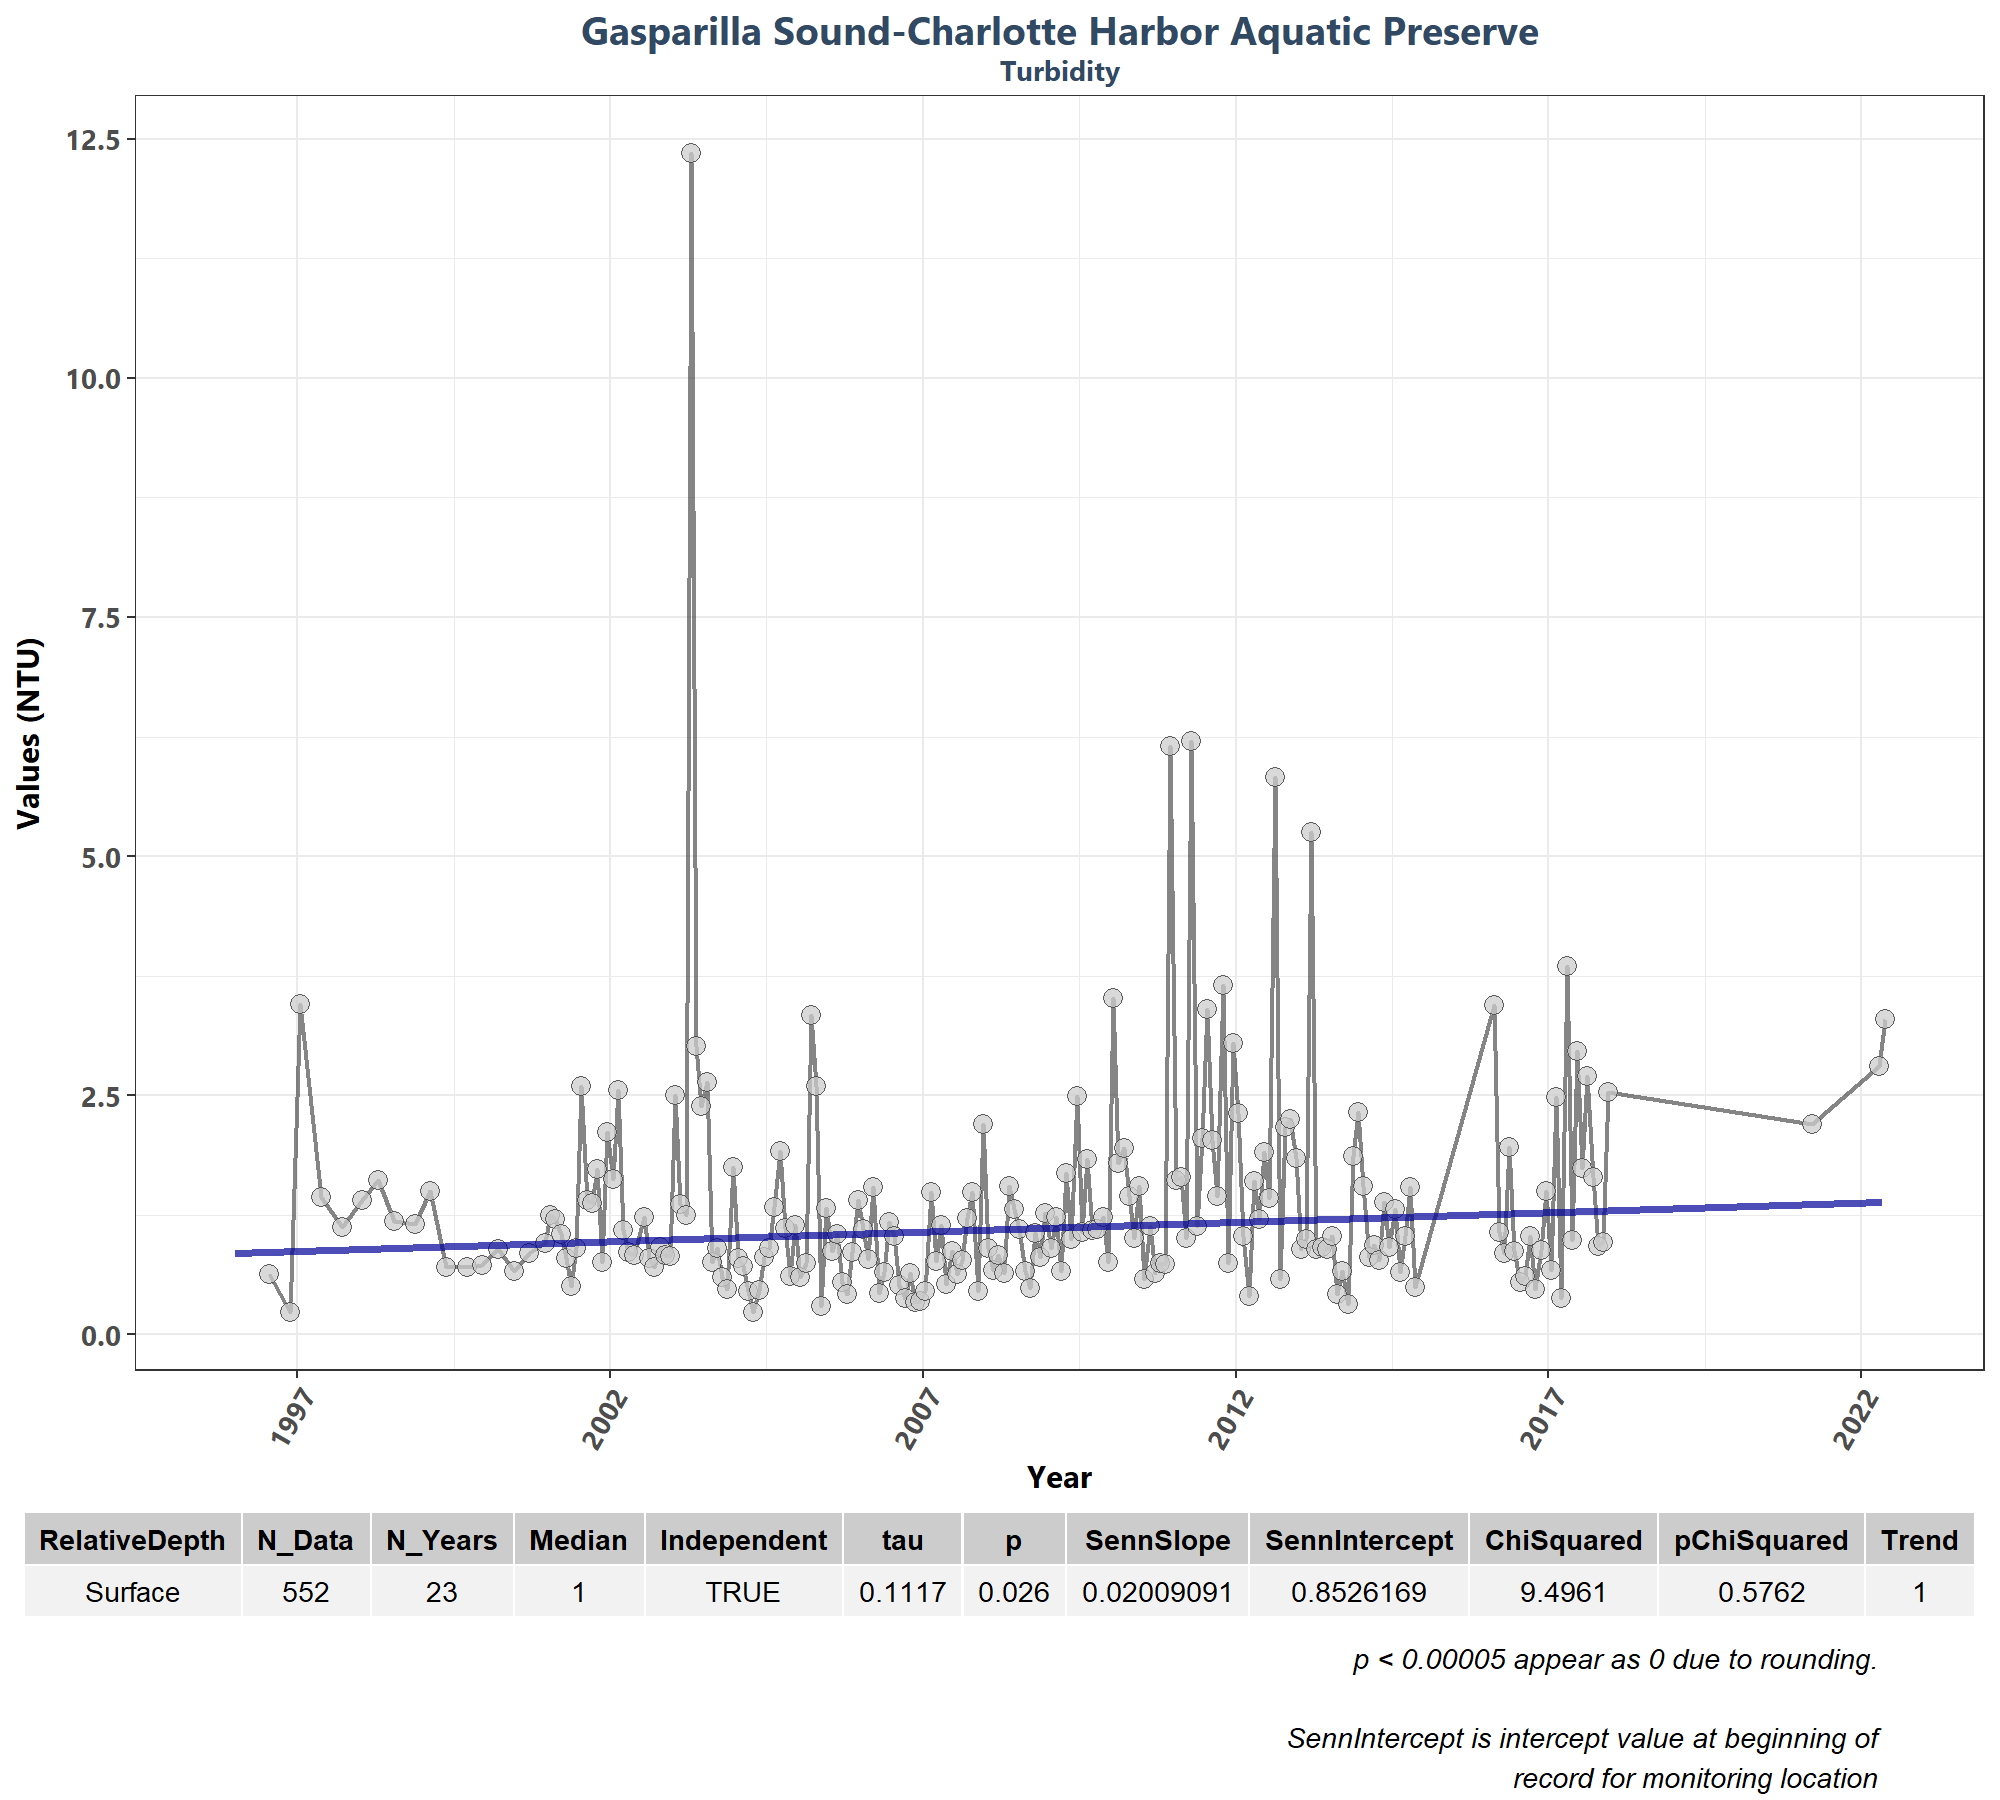 Gasparilla Sound-Charlotte Harbor Aquatic Preserve
Turbidity
Values (NTU)
12.5
10.0
7.5
5.0
2.5
0.0
1997 2002 2007 2012 2017 2022
Year
RelativeDepth N_Data N_Years Median Independent tau p SennSlope SennIntercept ChiSquared pChiSquared Trend
Surface 552 23 1 TRUE 0.1117 0.026 0.02009091 0.8526169 9.4961 0.5762 1
p < 0.00005 appear as 0 due to rounding.
SennIntercept is intercept value at beginning of
record for monitoring location